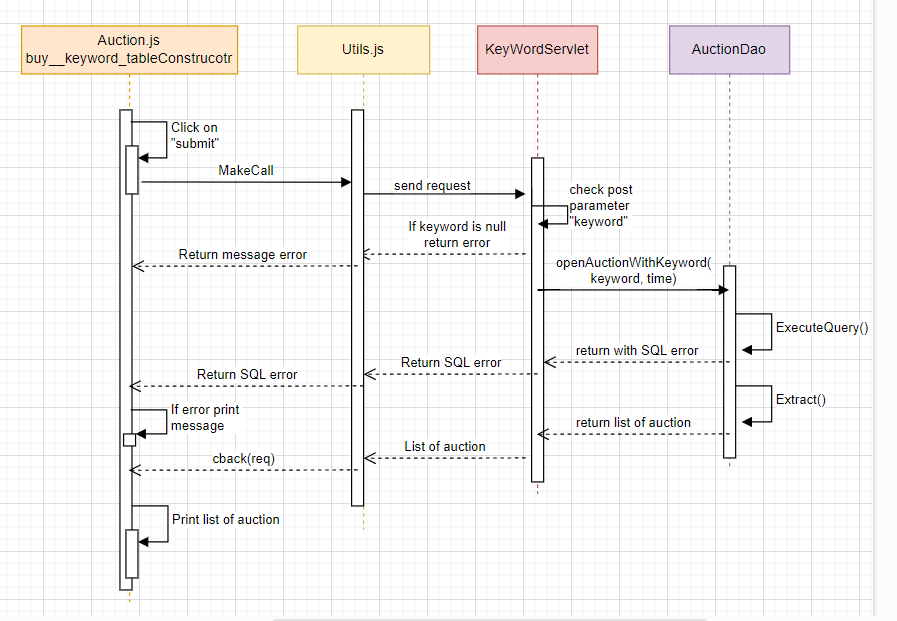 Auction.js
buy__keyword_tableConstrucotr
Utils.js
KeyWordServlet
AuctionDao
Click on
"submit"
MakeCall
send request
check post
parameter
"keyword"
If keyword is null
return error
Return message error
openAuctionWithKeyword(
keyword, time)
ExecuteQuery()
return with SQL error
Return SQL error
Return SQL error
Extract()
If error print
message
return list of auction
List of auction
cback(req)
Print list of auction